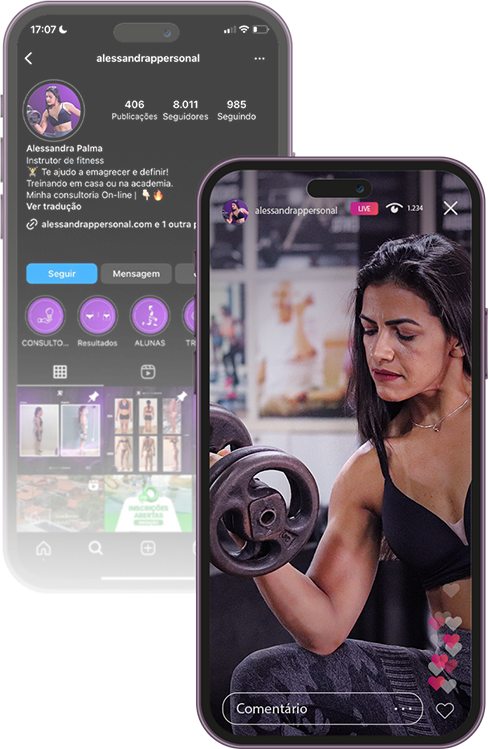 17:07
alessandrappersonal
406 8.011 985
Publicações Seguidores Seguindo
Alessandra Palma
Instrutor de fitness
Te ajudo a emagrecer e definir!
Treinando em casa ou na academia.
Minha consultoria On-line |
Ver tradução
alessandrappersonal.com e 1 outra p
Seguir Mensagem
CONSULTO... Resultados ALUNAS TR
INSCRIÇÕES
ABERTAS
alessandrappersonal LIVE 1.234
Comentário